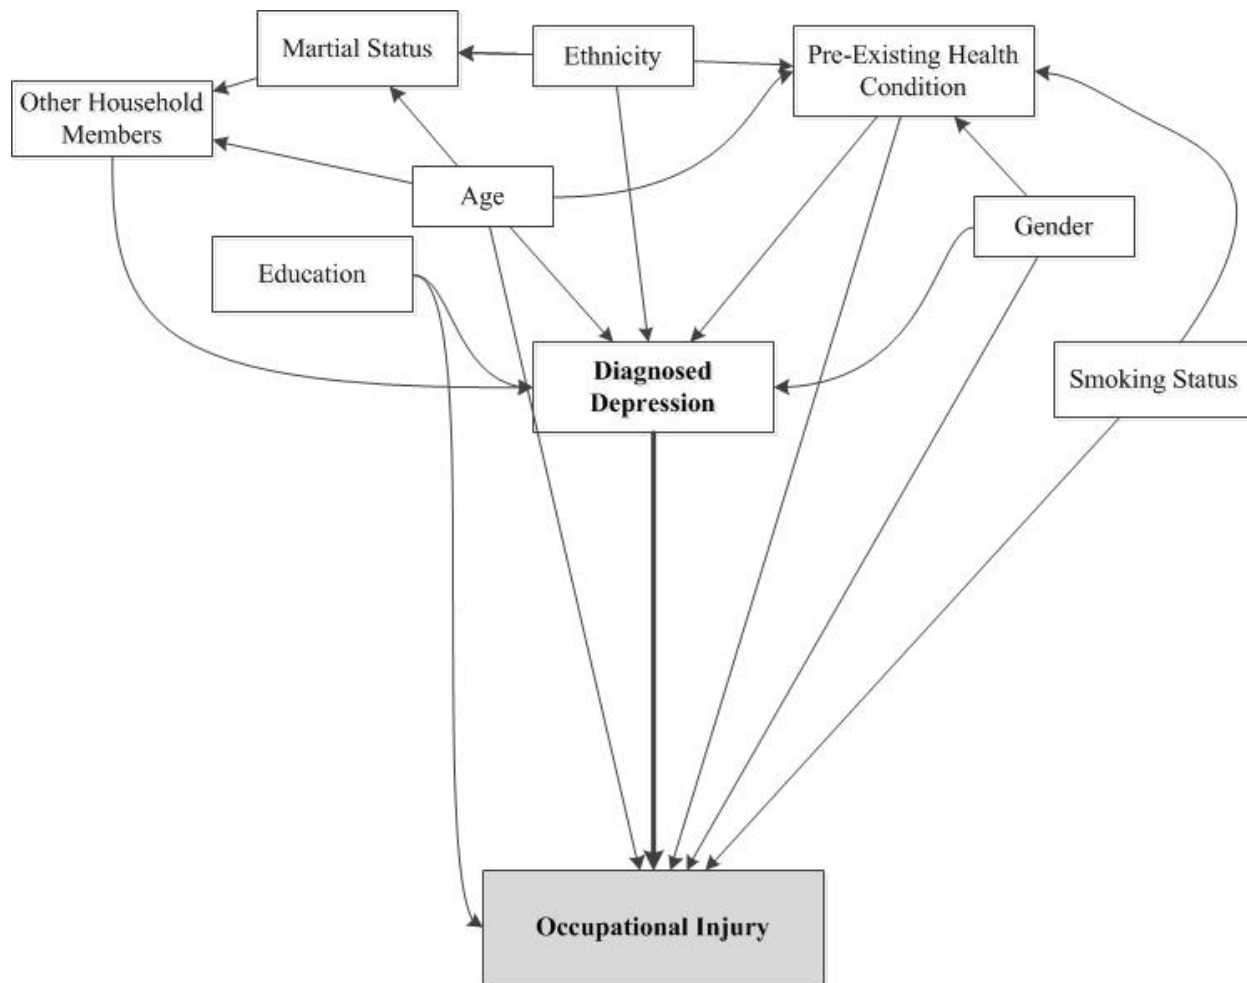 Martial Status
Ethnicity
Pre-Existing Health
Condition
Other Household
Members
Age
Gender
Education
Diagnosed
Depression
Smoking Status
Occupational Injury